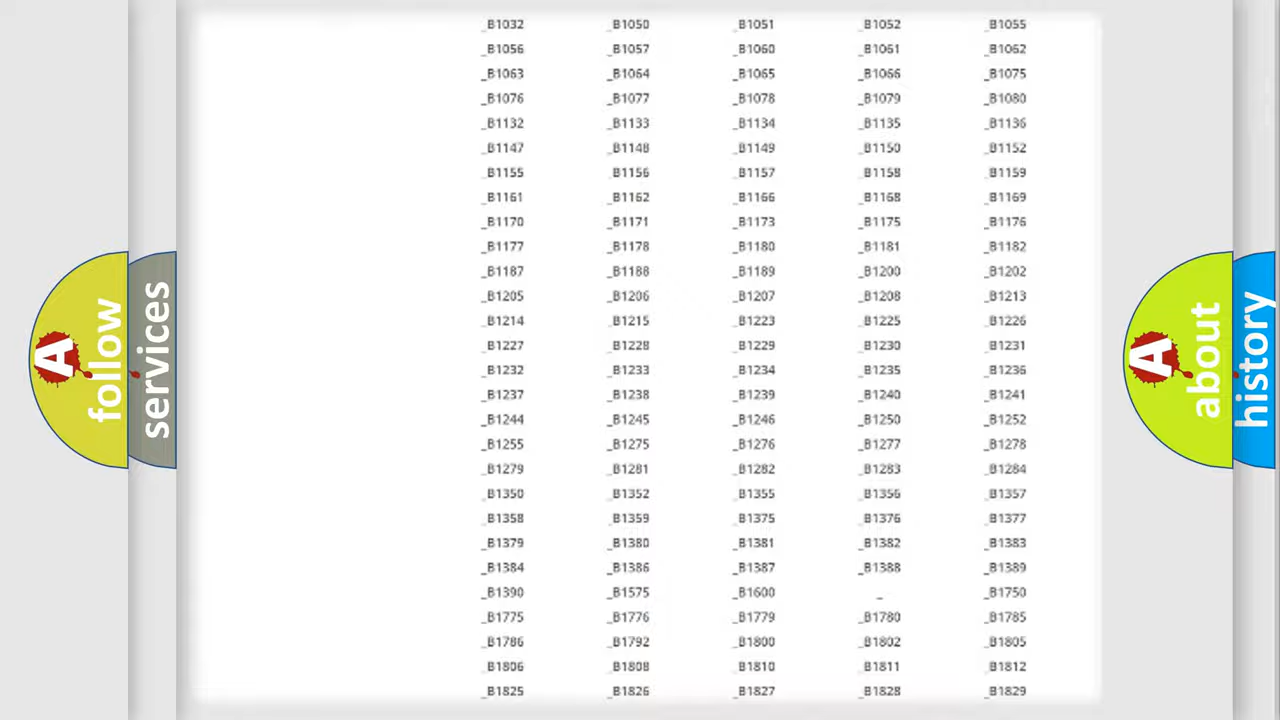 _B1032 _B1050 _B1051 _B1052 _B1055
_B1056 _B1057 _B1060 _B1061 _B1062
_B1063 _B1064 _B1065 _B1066 _B1075
_B1076 _B1077 _B1078 _B1079 _B1080
_B1132 _B1133 _B1134 _B1135 _B1136
_B1147 _B1148 _B1149 _B1150 _B1152
_B1155 _B1156 _B1157 _B1158 _B1159
_B1161 _B1162 _B1166 _B1168 _B1169
_B1170 _B1171 _B1173 _B1175 _B1176
_B1177 _B1178 _B1180 _B1181 _B1182
_B1187 _B1188 _B1189 _B1200 _B1202
_B1205 _B1206 _B1207 _B1208 _B1213
_B1214 _B1215 _B1223 _B1225 _B1226
_B1227 _B1228 _B1229 _B1230 _B1231
_B1232 _B1233 _B1234 _B1235 _B1236
_B1237 _B1238 _B1239 _B1240 _B1241
_B1244 _B1245 _B1246 _B1250 _B1252
_B1255 _B1275 _B1276 _B1277 _B1278
_B1279 _B1281 _B1282 _B1283 _B1284
_B1350 _B1352 _B1355 _B1356 _B1357
_B1358 _B1359 _B1375 _B1376 _B1377
_B1379 _B1380 _B1381 _B1382 _B1383
_B1384 _B1386 _B1387 _B1388 _B1389
_B1390 _B1575 _B1600 _ _B1750
_B1775 _B1776 _B1779 _B1780 _B1785
_B1786 _B1792 _B1800 _B1802 _B1805
_B1806 _B1808 _B1810 _B1811 _B1812
_B1825 _B1826 _B1827 _B1828 _B1829
A
follow
services
A
about
history